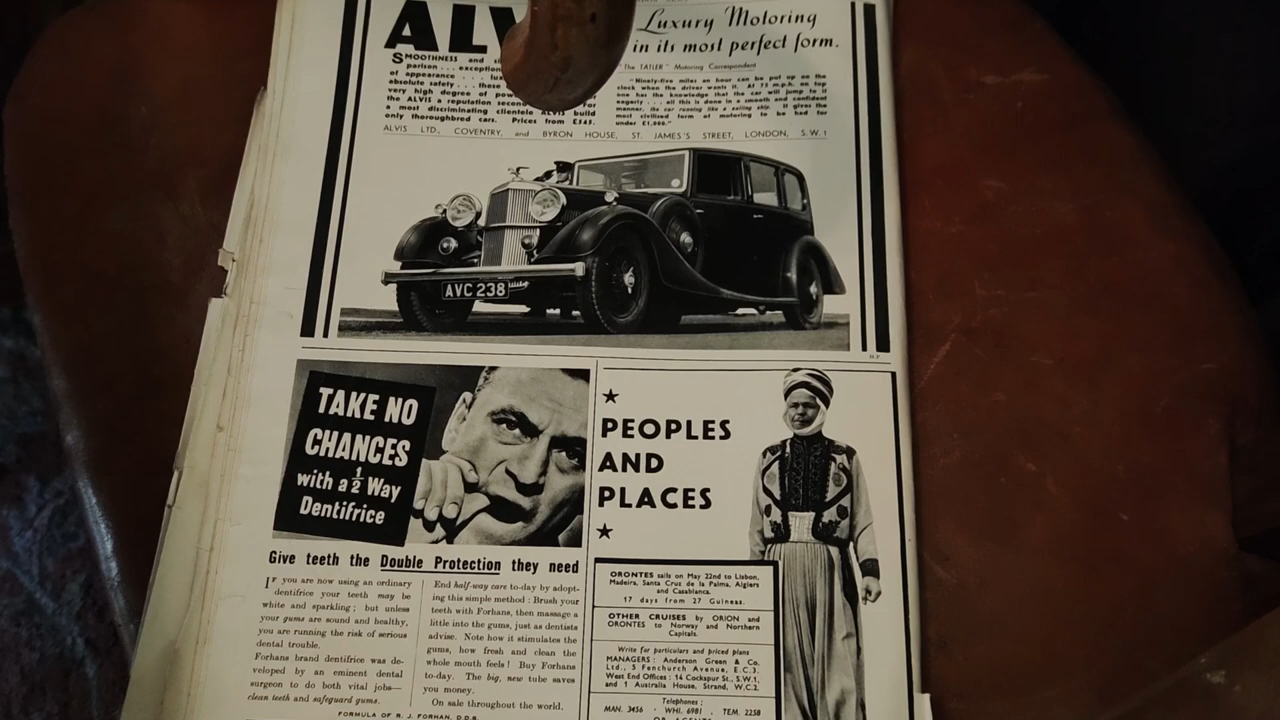 ALV
Luxury Motoring
in its most perfect form.
"The TATLER" Motoring Correspondent
SMOOTHNESS and
parison . . . exception
of appearance . . . lux
absolute safety . . . these
very high degree of pow
the ALVIS a reputation second for
a most discriminating clientele ALVIS build
only thoroughbred cars. Prices from £545.
"Ninety-five miles an hour can be put up on the
clock when the driver wants it. At 75 m.p.h. on top
one has the knowledge that the car will jump to it
eagerly . . . all this is done in a smooth and confident
manner, its car running like a sailing ship. It gives the
most civilised form of motoring to be had for
under £1,000."
ALVIS LTD., COVENTRY, and BYRON HOUSE, ST. JAMES'S STREET, LONDON, S.W.1
AVC 238
TAKE NO
CHANCES
with a ½ Way
Dentifrice
Give teeth the Double Protection they need
IF you are now using an ordinary
dentifrice your teeth may be
white and sparkling; but unless
your gums are sound and healthy,
you are running the risk of serious
dental trouble.
Forhans brand dentifrice was de-
veloped by an eminent dental
surgeon to do both vital jobs—
clean teeth and safeguard gums.
End half-way care to-day by adopt-
ing this simple method: Brush your
teeth with Forhans, then massage a
little into the gums, just as dentists
advise. Note how it stimulates the
gums, how fresh and clean the
whole mouth feels! Buy Forhans
to-day. The big, new tube saves
you money.
On sale throughout the world.
FORMULA OF R. J. FORHAN, D.D.S.
PEOPLES
AND
PLACES
ORONTES sails on May 22nd to Lisbon,
Madeira, Santa Cruz de la Palma, Algiers
and Casablanca.
17 days from 27 Guineas.
OTHER CRUISES by ORION and
ORONTES to Norway and Northern
Capitals.
Write for particulars and priced plans
MANAGERS: Anderson Green & Co.
Ltd., 5 Fenchurch Avenue, E.C.3.
West End Offices: 14 Cockspur St., S.W.1,
and 1 Australia House, Strand, W.C.2.
Telephones:
MAN. 3456 · WHI. 6981 · TEM. 2258
OR AGENTS